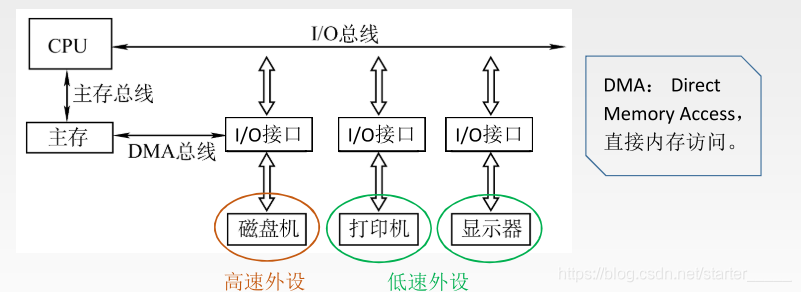 I/O总线
CPU
主存总线
主存
DMA总线
I/O接口
I/O接口
I/O接口
磁盘机
打印机
显示器
高速外设
低速外设
DMA： Direct
Memory Access，
直接内存访问。
https://blog.csdn.net/starter_____